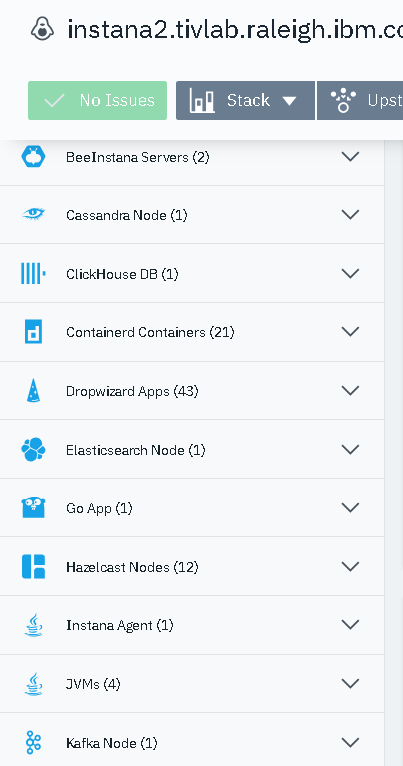 instana2.tivlab.raleigh.ibm.co
No Issues
Stack
Upst
BeeInstana Servers (2)
Cassandra Node (1)
ClickHouse DB (1)
Containerd Containers (21)
Dropwizard Apps (43)
Elasticsearch Node (1)
Go App (1)
Hazelcast Nodes (12)
Instana Agent (1)
JVMs (4)
Kafka Node (1)